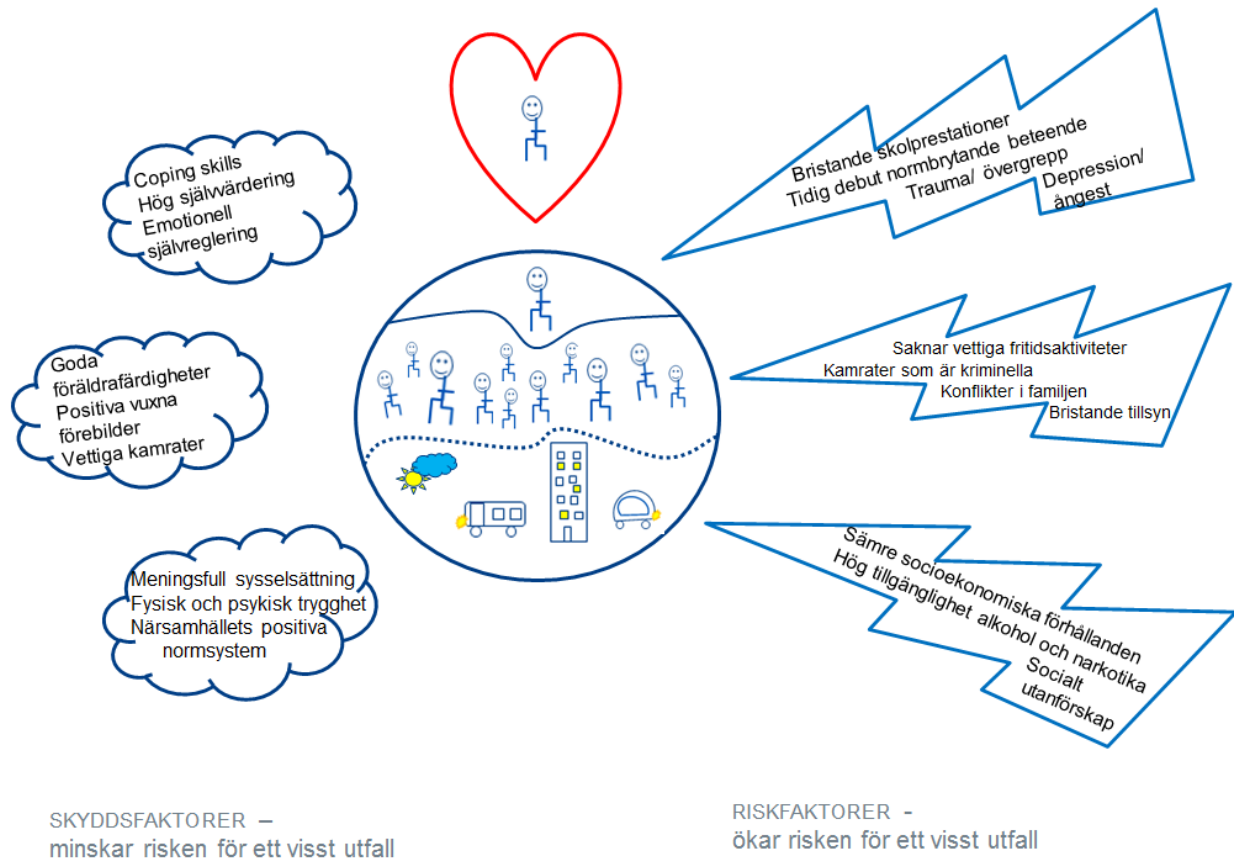 Coping skills
Hög självvärdering
Emotionell
självreglering
Goda
föräldrafärdigheter
Positiva vuxna
förebilder
Vettiga kamrater
Meningsfull sysselsättning
Fysisk och psykisk trygghet
Närsamhällets positiva
normsystem
Bristande skolprestationer
Tidig debut normbrytande beteende
Trauma/ övergrepp
Depression/
ångest
Saknar vettiga fritidsaktiviteter
Kamrater som är kriminella
Konflikter i familjen
Bristande tillsyn
Sämre socioekonomiska förhållanden
Hög tillgänglighet alkohol och narkotika
Socialt
utanförskap
SKYDDSFAKTORER –
minskar risken för ett visst utfall
RISKFAKTORER -
ökar risken för ett visst utfall